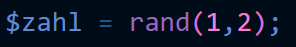 $zahl = rand(1,2);